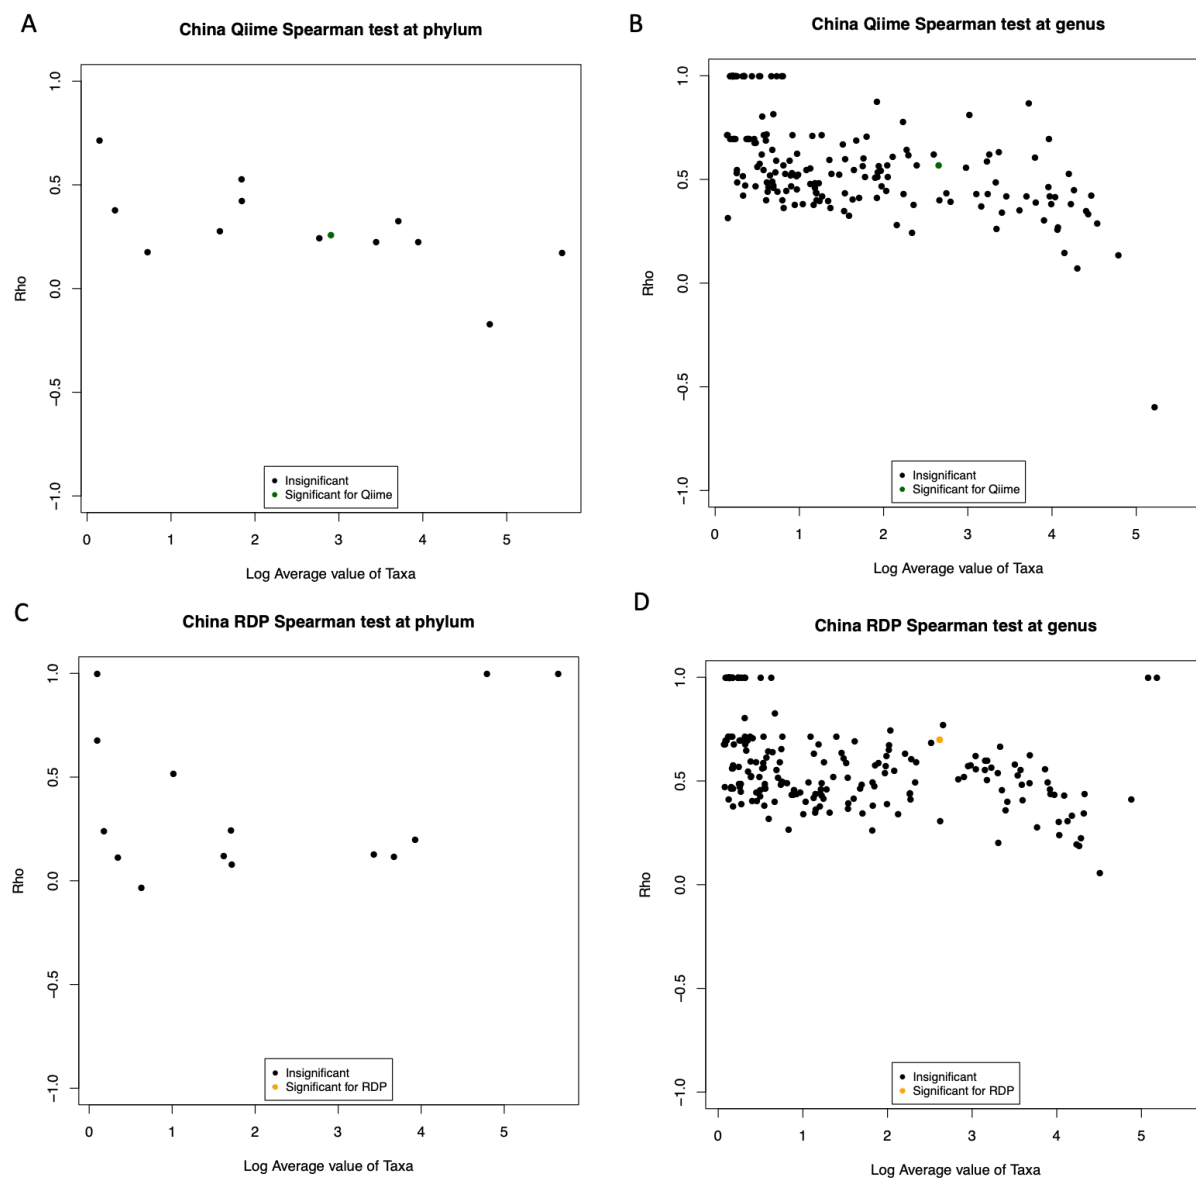 A
China Qiime Spearman test at phylum
Rho
1.0
0.5
0.0
−0.5
−1.0
Insignificant
Significant for Qiime
0 1 2 3 4 5
Log Average value of Taxa
B
China Qiime Spearman test at genus
Rho
1.0
0.5
0.0
−0.5
−1.0
Insignificant
Significant for Qiime
0 1 2 3 4 5
Log Average value of Taxa
C
China RDP Spearman test at phylum
Rho
1.0
0.5
0.0
−0.5
−1.0
Insignificant
Significant for RDP
0 1 2 3 4 5
Log Average value of Taxa
D
China RDP Spearman test at genus
Rho
1.0
0.5
0.0
−0.5
−1.0
Insignificant
Significant for RDP
0 1 2 3 4 5
Log Average value of Taxa